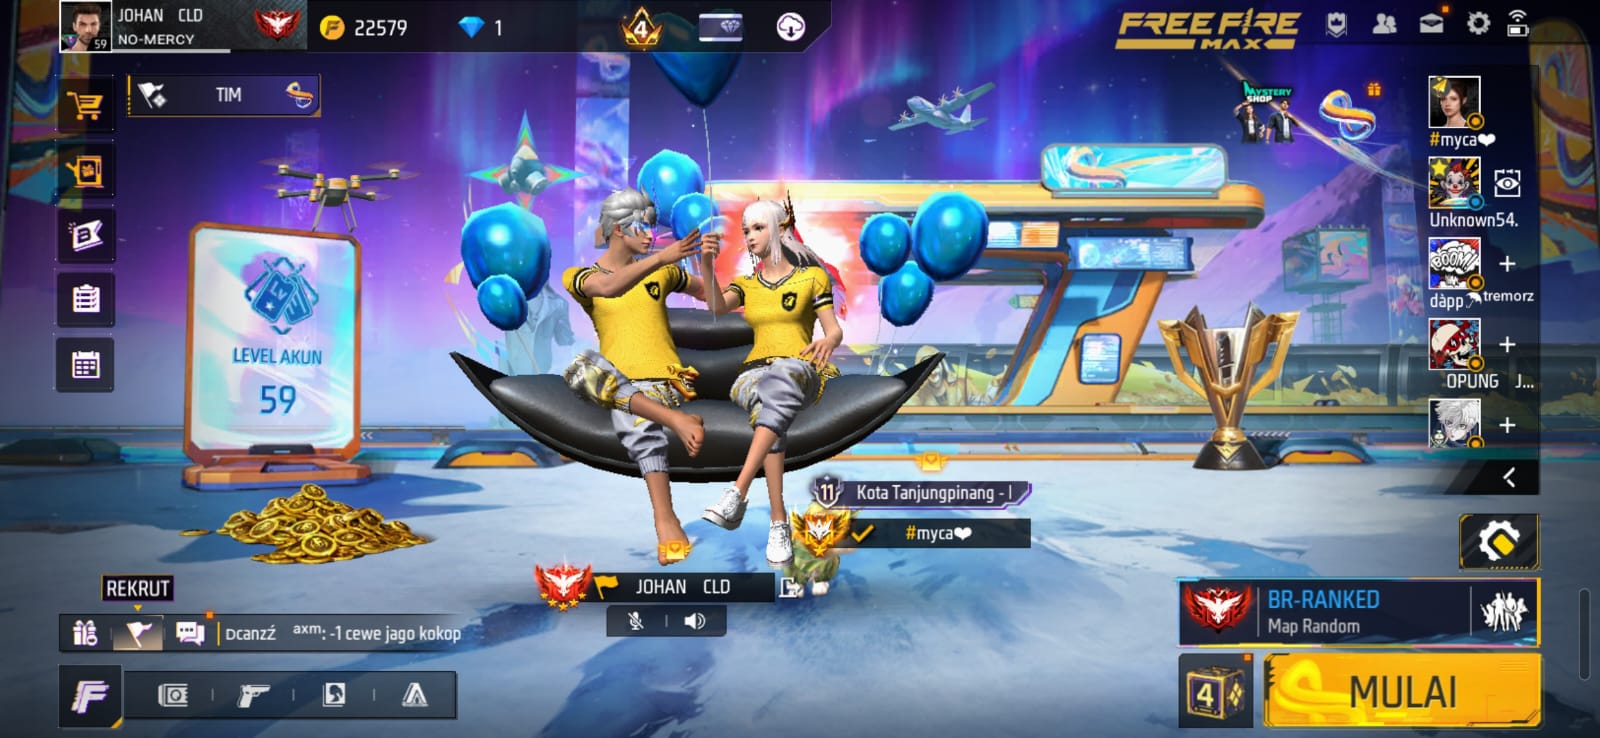 JOHAN CLD
59
NO-MERCY
22579
1
4
FREE FIRE
MAX
TIM
MYSTERY
SHOP
#myca❤
Unknown54.
BOOM!
dàpp tremorz
OPUNG J...
LEVEL AKUN
59
11 Kota Tanjungpinang - I
#myca❤
JOHAN CLD
REKRUT
Dcanzź axm: -1 cewe jago kokop
BR-RANKED
Map Random
4
MULAI